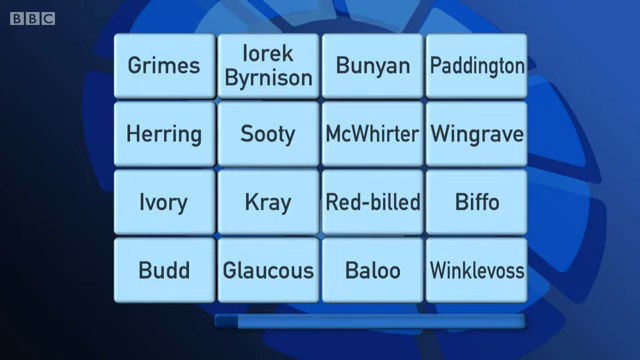 BBC
Grimes
Iorek
Byrnison
Bunyan
Paddington
Herring
Sooty
McWhirter
Wingrave
Ivory
Kray
Red-billed
Biffo
Budd
Glaucous
Baloo
Winklevoss